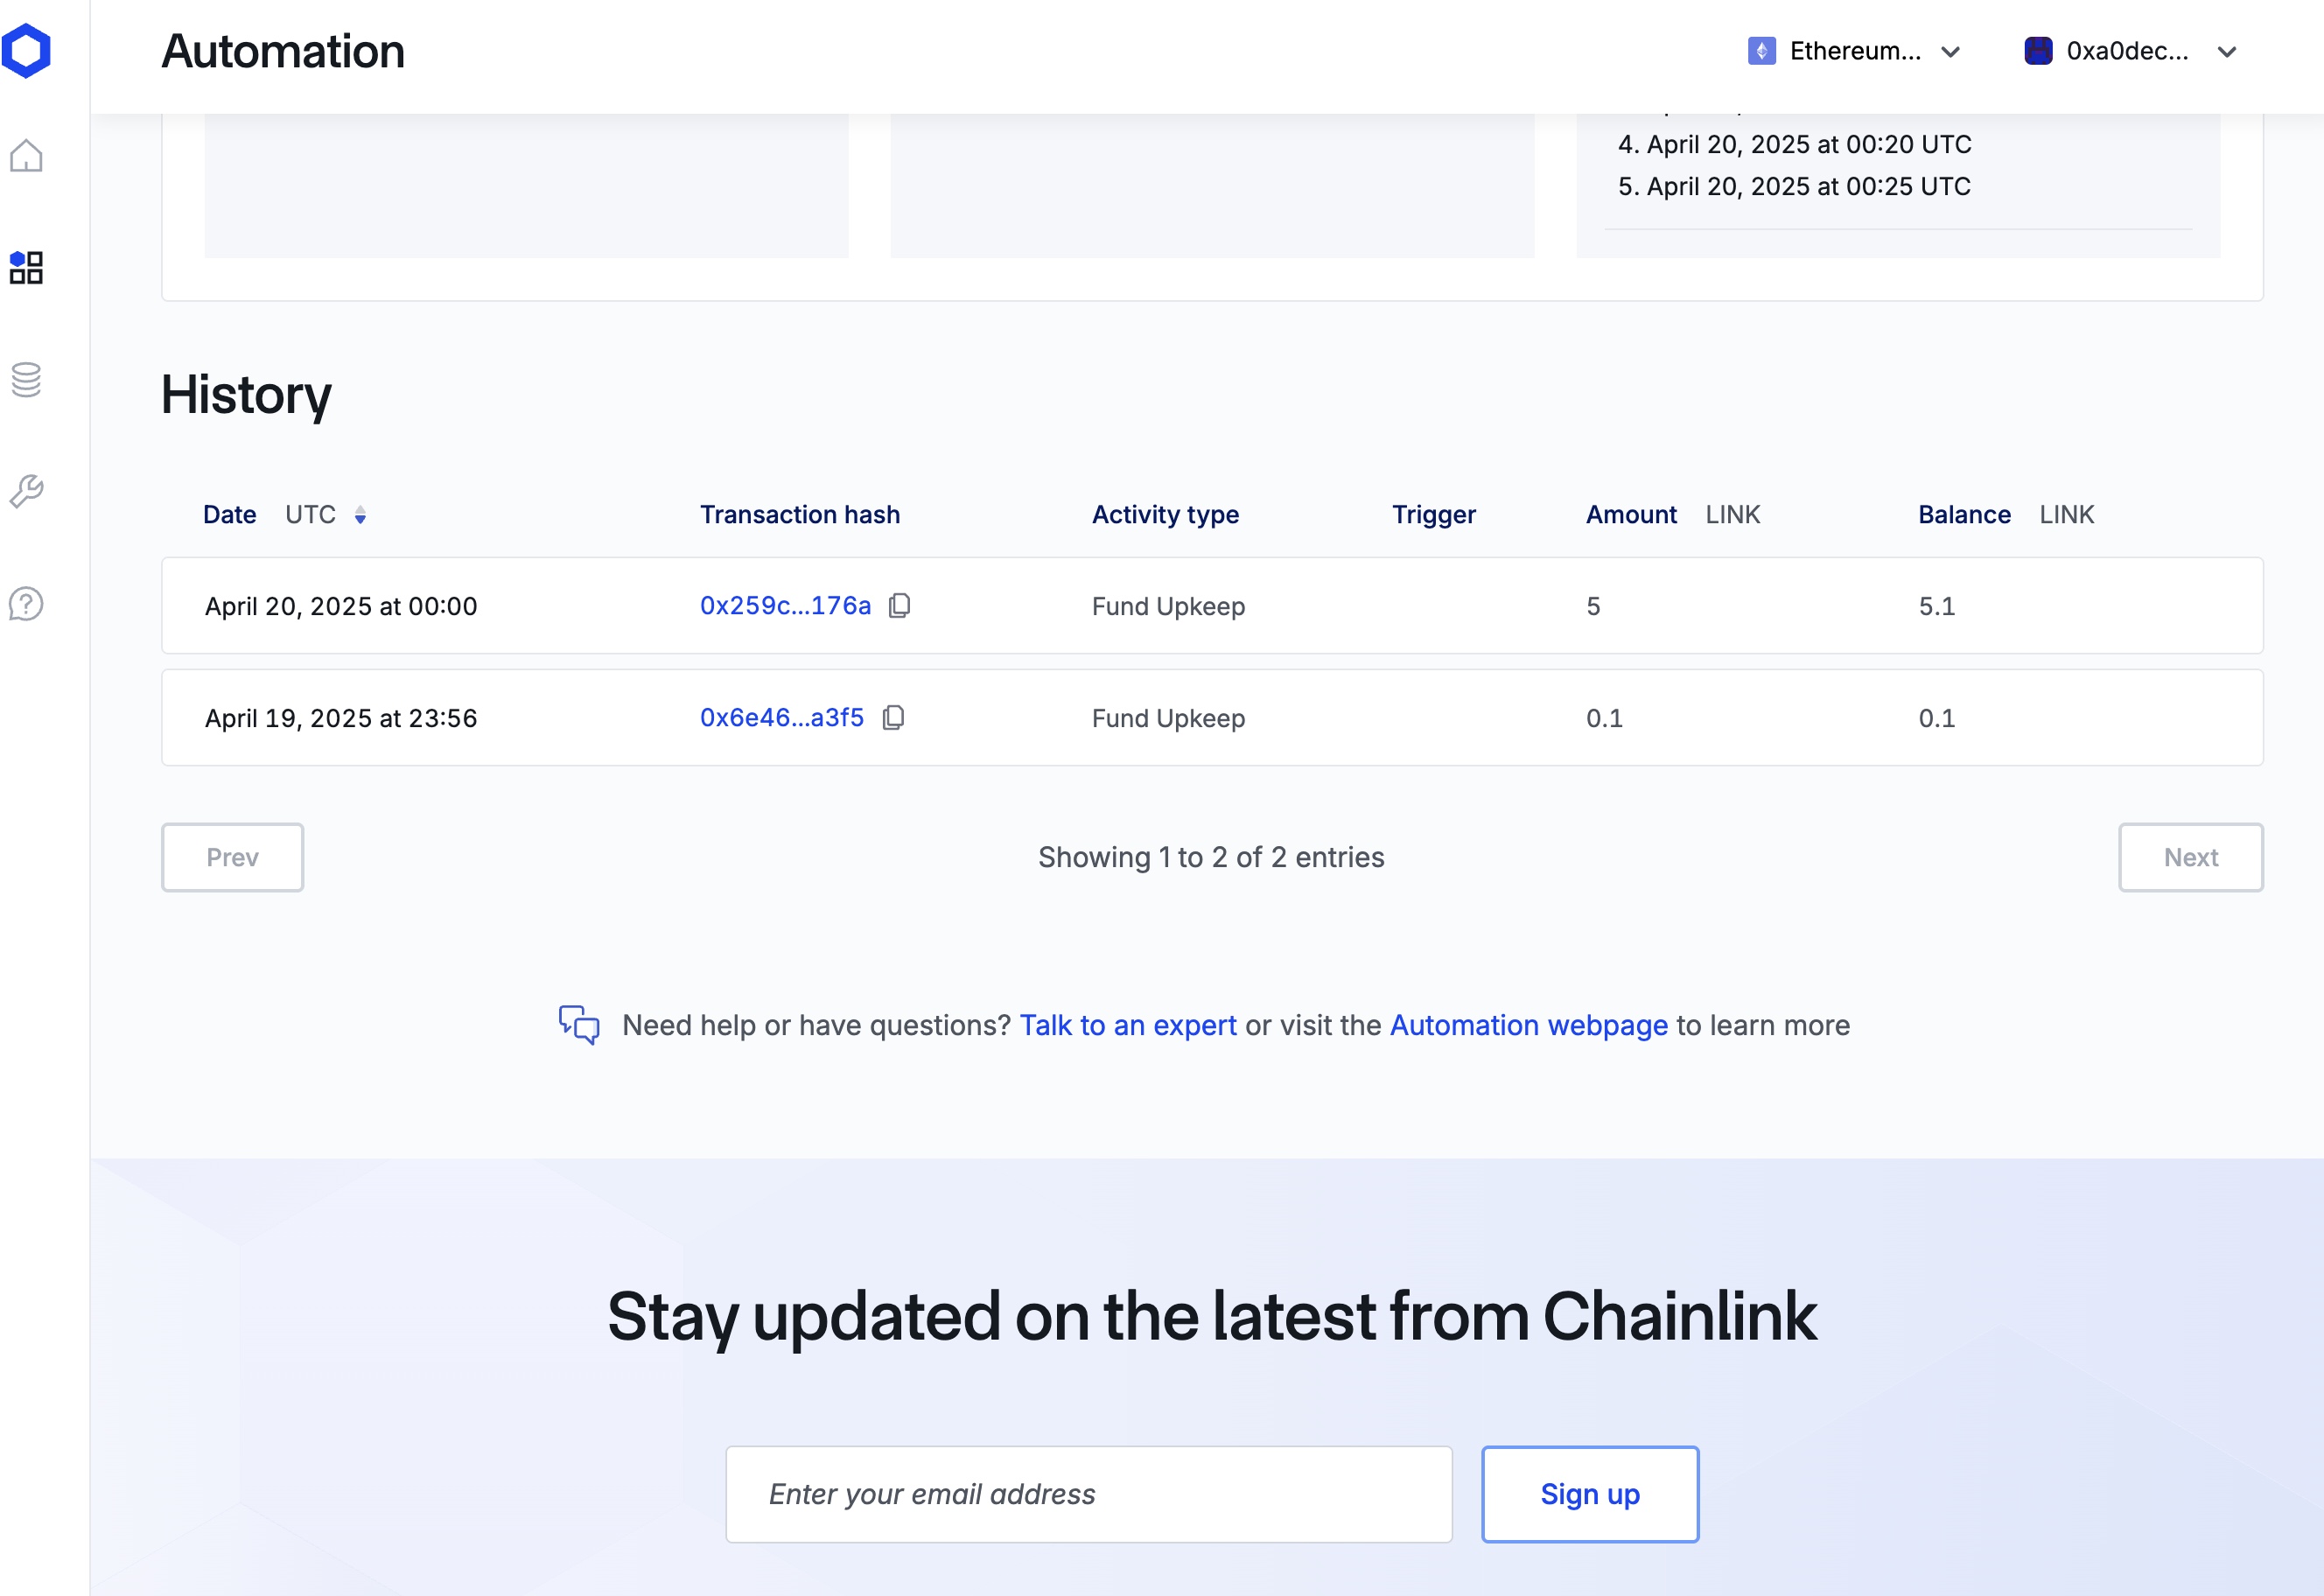 Automation
Ethereum...
0xa0dec...
4. April 20, 2025 at 00:20 UTC
5. April 20, 2025 at 00:25 UTC
History
Date UTC Transaction hash Activity type Trigger Amount LINK Balance LINK
April 20, 2025 at 00:00 0x259c...176a Fund Upkeep 5 5.1
April 19, 2025 at 23:56 0x6e46...a3f5 Fund Upkeep 0.1 0.1
Prev Showing 1 to 2 of 2 entries Next
Need help or have questions? Talk to an expert or visit the Automation webpage to learn more
Stay updated on the latest from Chainlink
Enter your email address Sign up